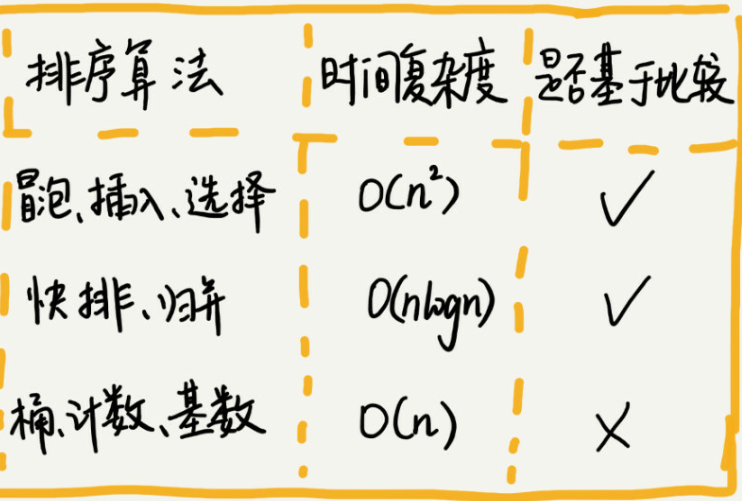 排序算法 时间复杂度 是否基于比较
冒泡、插入、选择 O(n²) ✓
快排、归并 O(nlogn) ✓
桶、计数、基数 O(n) ×